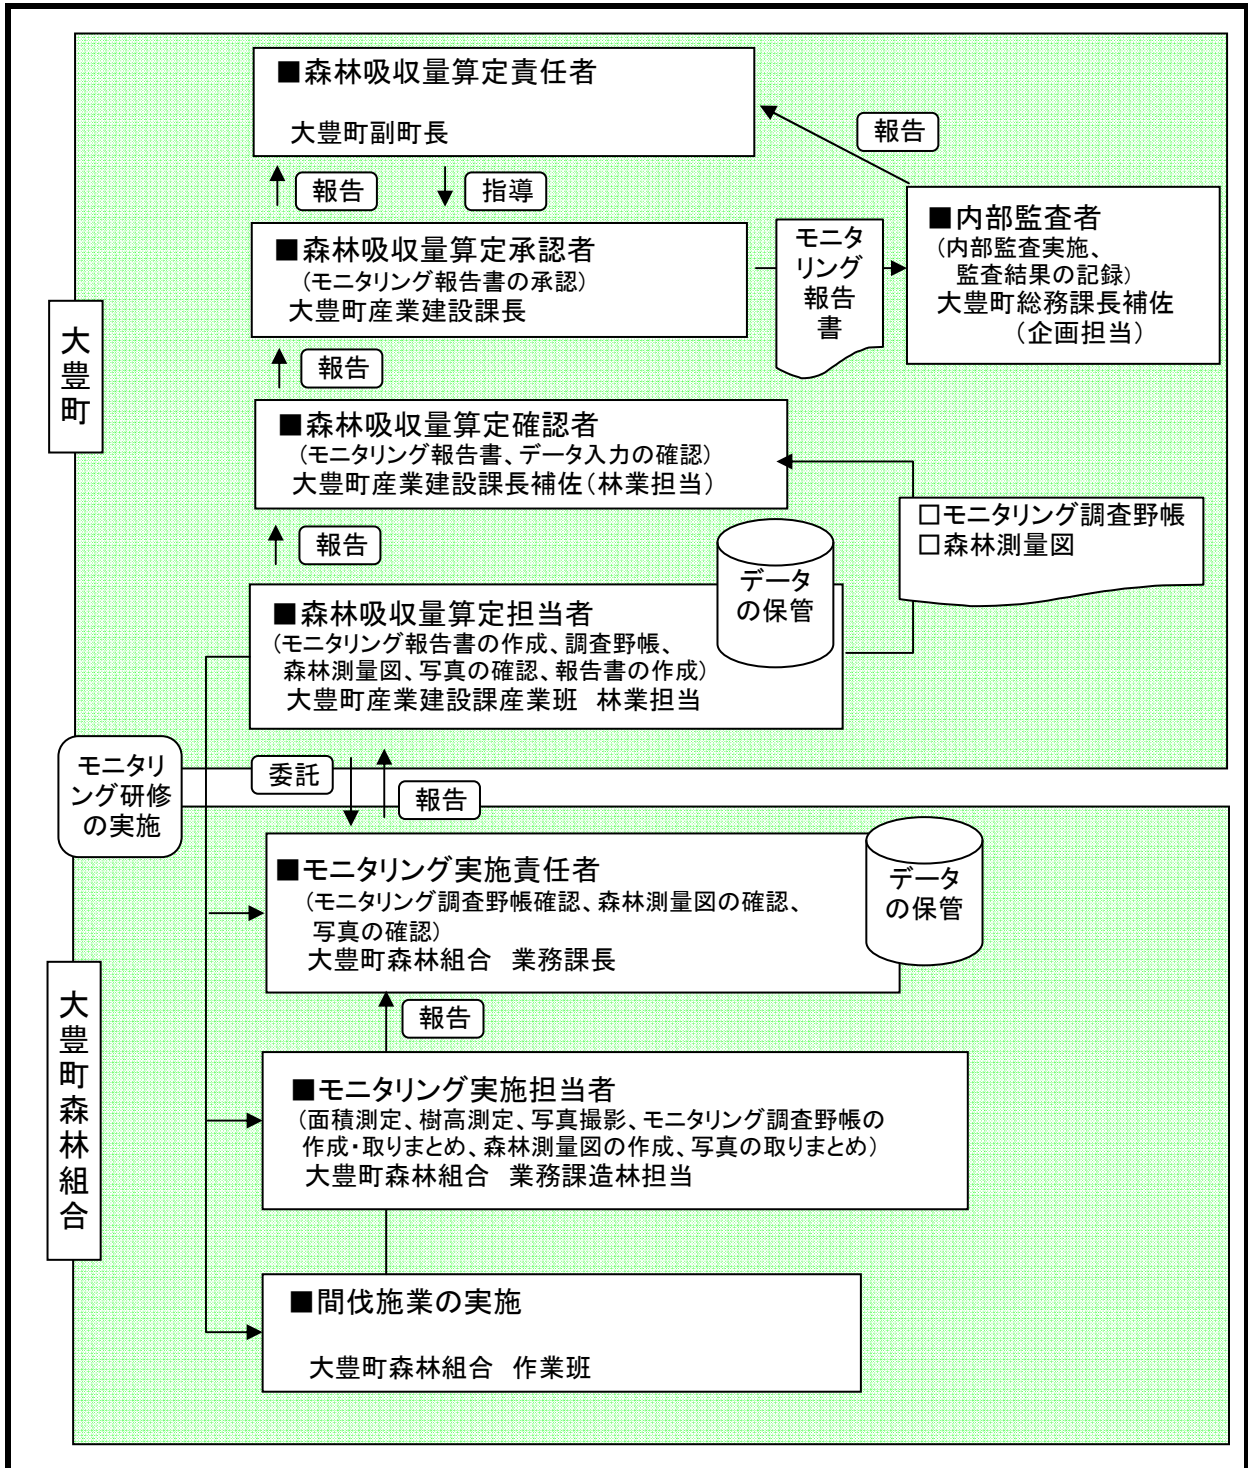 ■森林吸収量算定責任者
大豊町副町長
報告
報告
指導
■森林吸収量算定承認者
(モニタリング報告書の承認)
大豊町産業建設課長
モニタ
リング
報告
書
■内部監査者
(内部監査実施、
監査結果の記録)
大豊町総務課長補佐
(企画担当)
大豊町
報告
■森林吸収量算定確認者
(モニタリング報告書、データ入力の確認)
大豊町産業建設課長補佐(林業担当)
□モニタリング調査野帳
□森林測量図
報告
データ
の保管
■森林吸収量算定担当者
(モニタリング報告書の作成、調査野帳、
森林測量図、写真の確認、報告書の作成)
大豊町産業建設課産業班 林業担当
モニタリ
ング研修
の実施
委託
報告
■モニタリング実施責任者
(モニタリング調査野帳確認、森林測量図の確認、
写真の確認)
大豊町森林組合 業務課長
データ
の保管
大豊町森林組合
報告
■モニタリング実施担当者
(面積測定、樹高測定、写真撮影、モニタリング調査野帳の
作成・取りまとめ、森林測量図の作成、写真の取りまとめ)
大豊町森林組合 業務課造林担当
■間伐施業の実施
大豊町森林組合 作業班